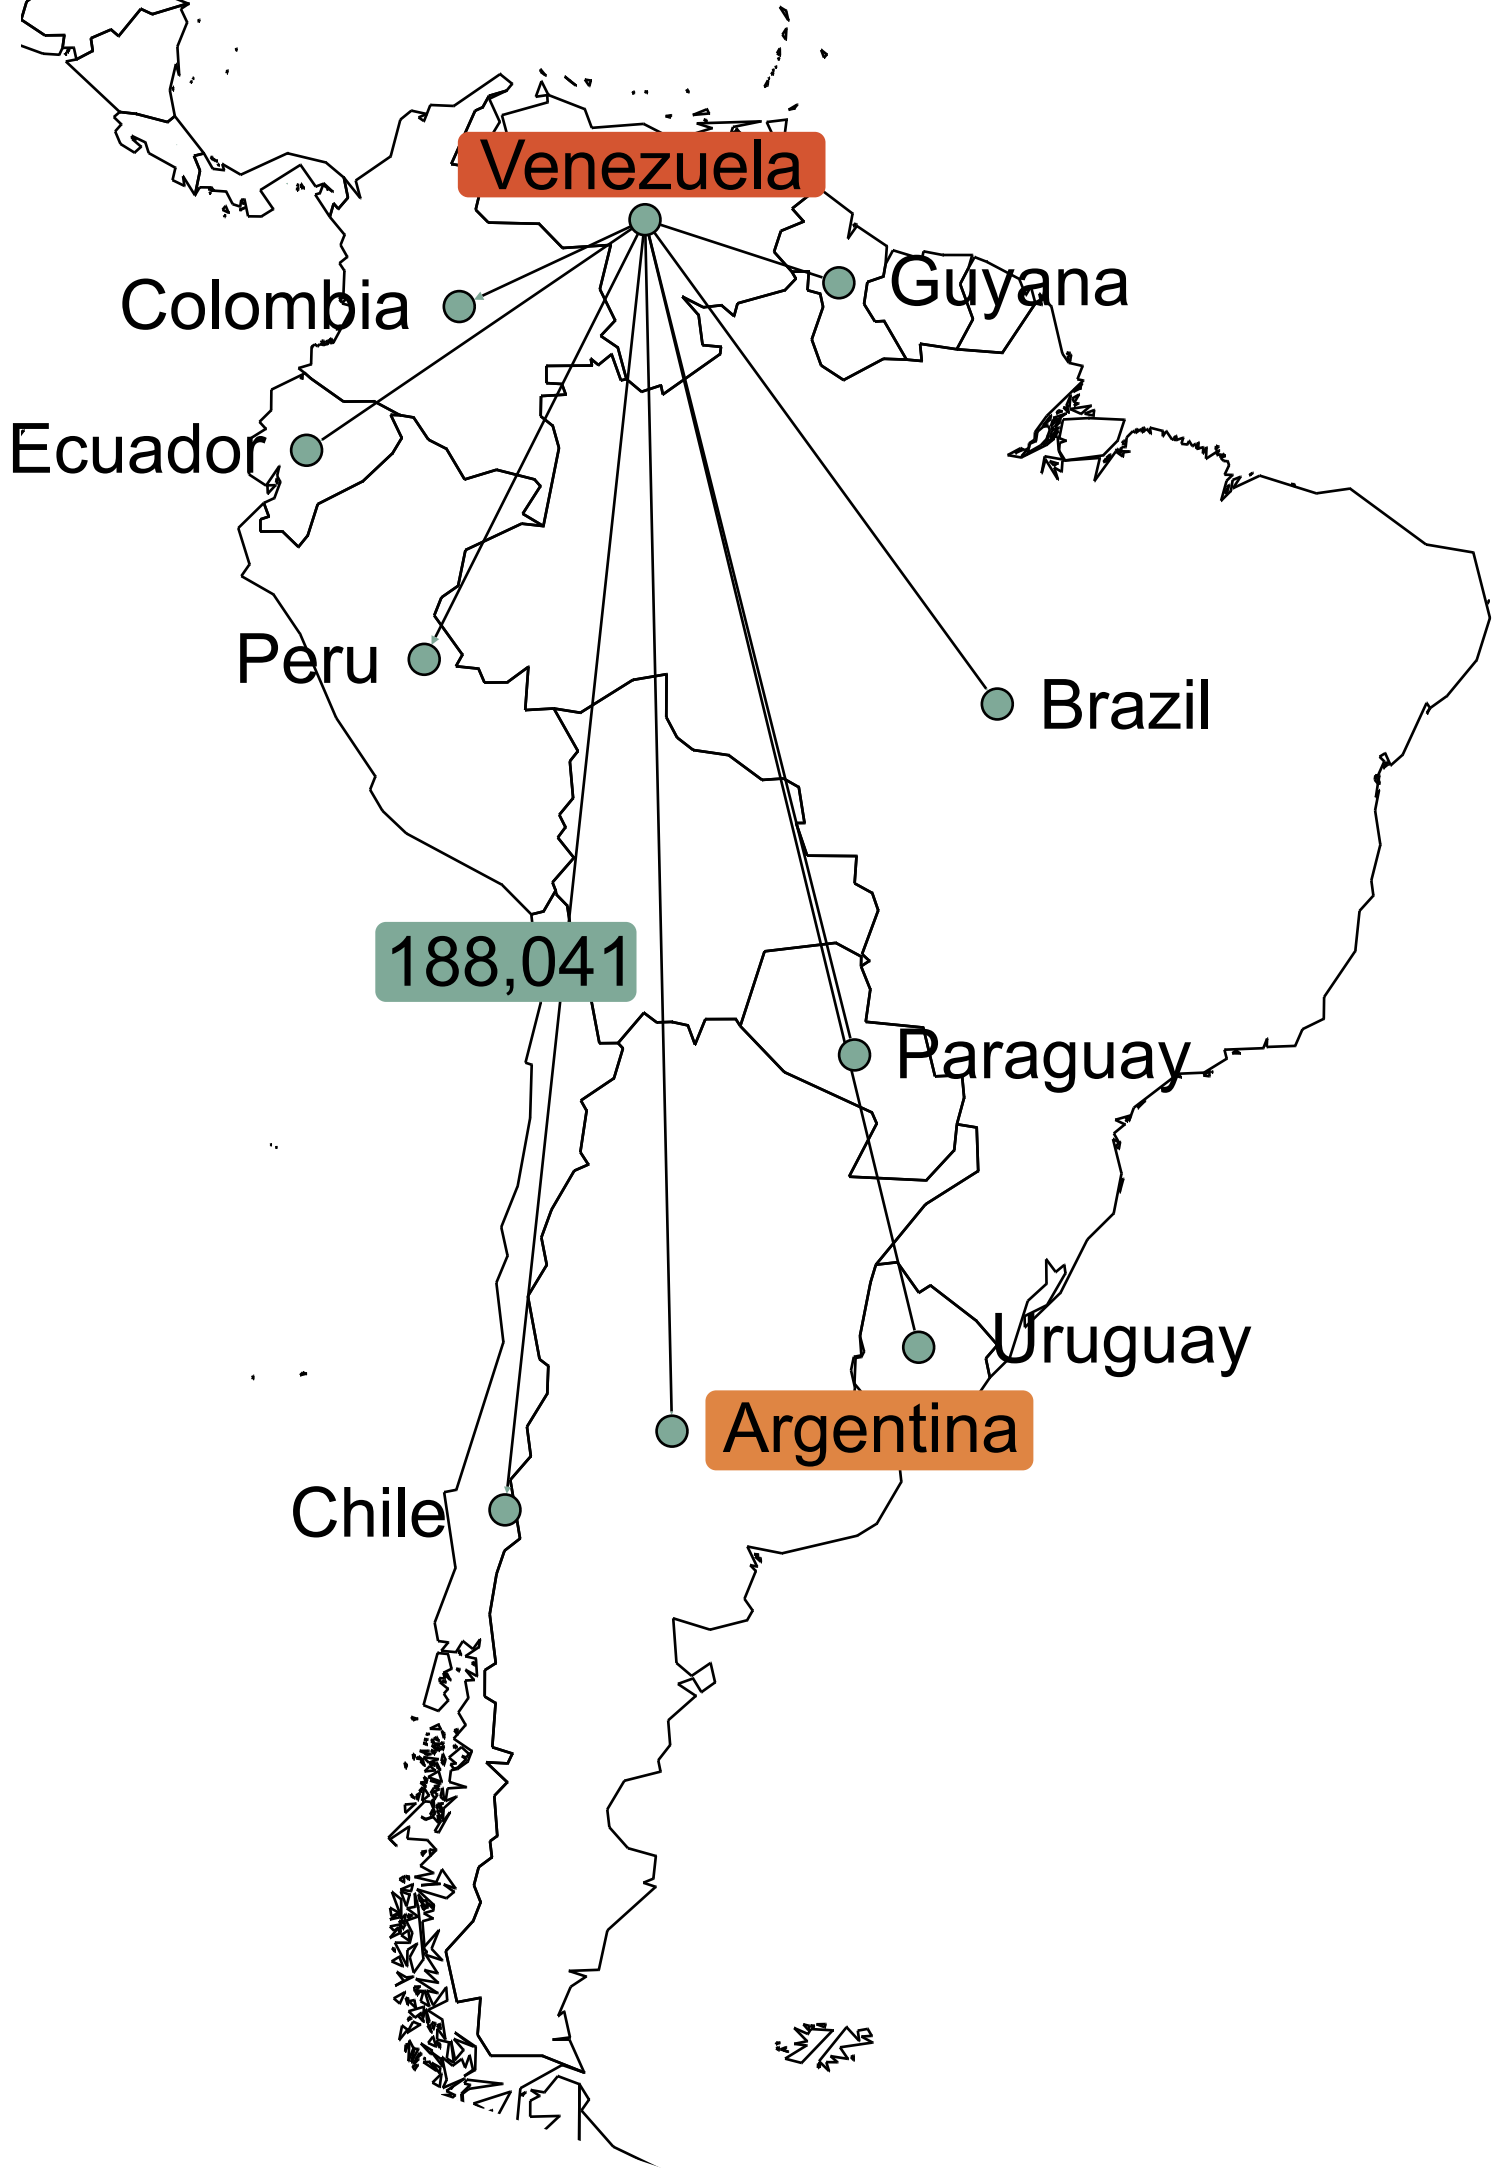 Venezuela
Guyana
Colombia
Ecuador
Peru
Brazil
188,041
Paraguay
Uruguay
Argentina
Chile